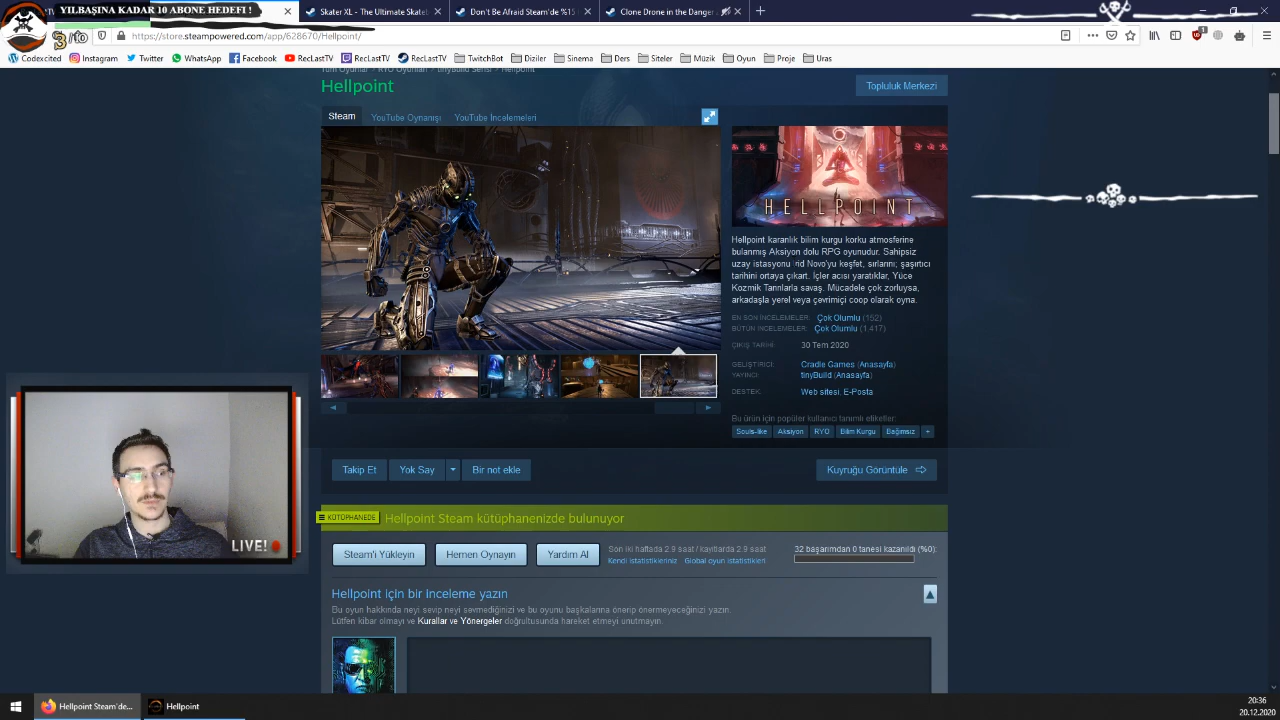 YILBAŞINA KADAR 10 ABONE HEDEFİ !
3/10
Skater XL - The Ultimate Skateb
Don't Be Afraid Steam'de %15
Clone Drone in the Danger
https://store.steampowered.com/app/628670/Hellpoint/
Codexcited
Instagram
Twitter
WhatsApp
Facebook
RecLastTV
RecLastTV
RecLastTV
TwitchBot
Diziler
Sinema
Ders
Siteler
Müzik
Oyun
Proje
Uras
Tüm Oyunlar > RYO Oyunları > tinyBuild Serisi > Hellpoint
Hellpoint
Topluluk Merkezi
Steam
YouTube Oynanışı
YouTube İncelemeleri
HELLPOINT
Hellpoint karanlık bilim kurgu korku atmosferine
bulanmış Aksiyon dolu RPG oyunudur. Sahipsiz
uzay istasyonu Irid Novo'yu keşfet, sırlarını; şaşırtıcı
tarihini ortaya çıkart. İçler acısı yaratıklar, Yüce
Kozmik Tanrılarla savaş. Mücadele çok zorluysa,
arkadaşla yerel veya çevrimiçi coop olarak oyna.
EN SON İNCELEMELER: Çok Olumlu (152)
BÜTÜN İNCELEMELER: Çok Olumlu (1,417)
ÇIKIŞ TARİHİ: 30 Tem 2020
GELİŞTİRİCİ: Cradle Games (Anasayfa)
YAYINCI: tinyBuild (Anasayfa)
DESTEK: Web sitesi, E-Posta
Bu ürün için popüler kullanıcı tanımlı etiketler:
Souls-like
Aksiyon
RYO
Bilim Kurgu
Bağımsız
+
Takip Et
Yok Say
Bir not ekle
Kuyruğu Görüntüle
KÜTÜPHANEDE
Hellpoint Steam kütüphanenizde bulunuyor
Steam'i Yükleyin
Hemen Oynayın
Yardım Al
Son iki haftada 2.9 saat / kayıtlarda 2.9 saat
Kendi istatistikleriniz
Global oyun istatistikleri
32 başarımdan 0 tanesi kazanıldı (%0):
Hellpoint için bir inceleme yazın
Bu oyun hakkında neyi sevip neyi sevmediğinizi ve bu oyunu başkalarına önerip önermeyeceğinizi yazın.
Lütfen kibar olmayı ve Kurallar ve Yönergeler doğrultusunda hareket etmeyi unutmayın.
LIVE!
Hellpoint Steam'de...
Hellpoint
20:36
20.12.2020